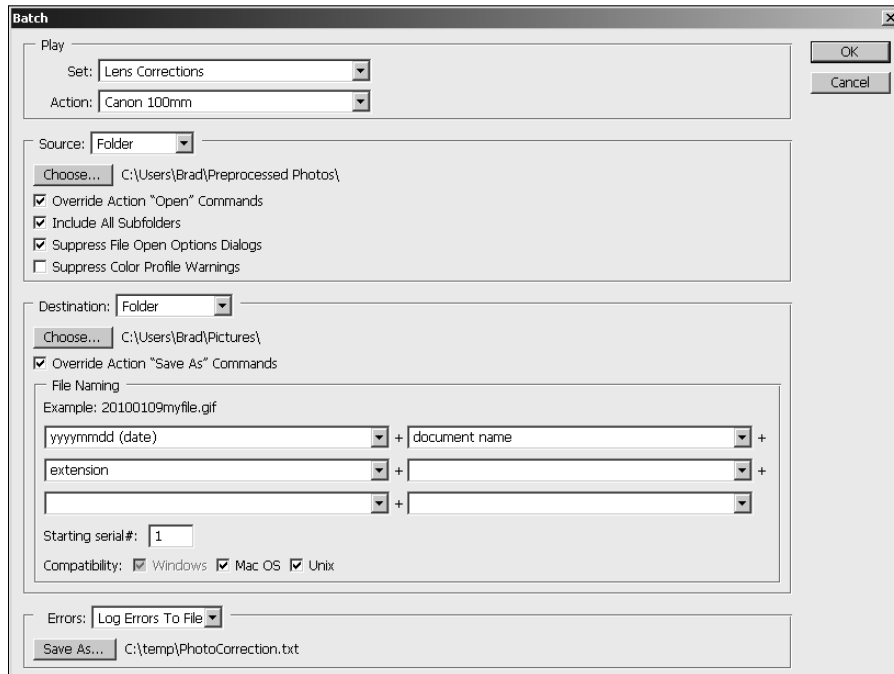 Batch
Play
OK
Set: Lens Corrections
Cancel
Action: Canon 100mm
Source: Folder
Choose... C:\Users\Brad\Preprocessed Photos\
Override Action "Open" Commands
Include All Subfolders
Suppress File Open Options Dialogs
Suppress Color Profile Warnings
Destination: Folder
Choose... C:\Users\Brad\Pictures\
Override Action "Save As" Commands
File Naming
Example: 20100109myfile.gif
yyyymmdd (date) + document name +
extension + +
+
Starting serial#: 1
Compatibility: Windows Mac OS Unix
Errors: Log Errors To File
Save As... C:\temp\PhotoCorrection.txt